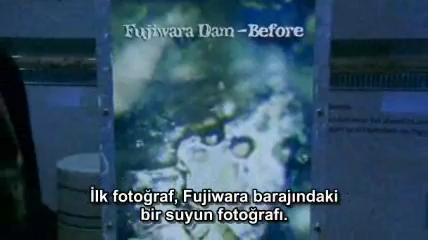 Fujiwara Dam - Before
İlk fotoğraf, Fujiwara barajındaki
bir suyun fotoğrafı.